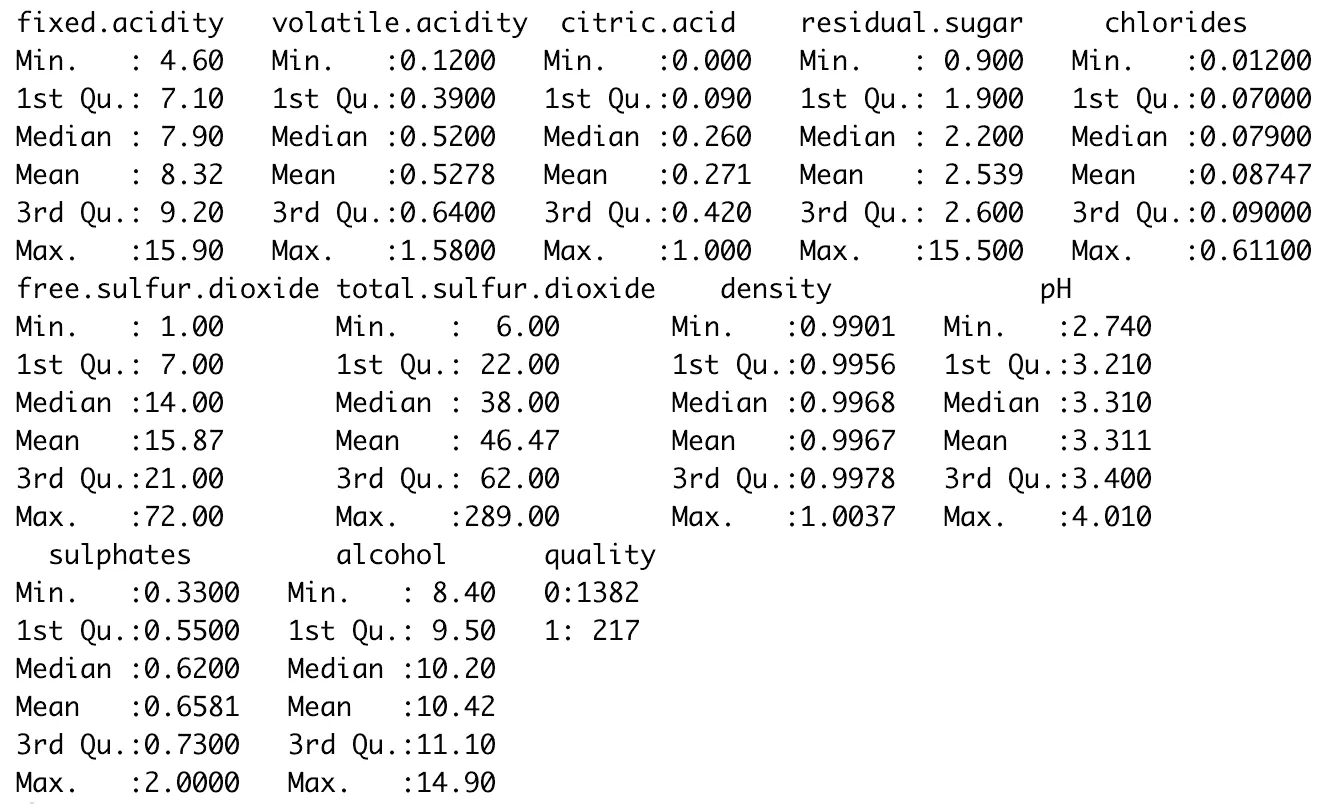 fixed.acidity   volatile.acidity  citric.acid    residual.sugar     chlorides
Min.   : 4.60   Min.   :0.1200   Min.   :0.000   Min.   : 0.900   Min.   :0.01200
1st Qu.: 7.10   1st Qu.:0.3900   1st Qu.:0.090   1st Qu.: 1.900   1st Qu.:0.07000
Median : 7.90   Median :0.5200   Median :0.260   Median : 2.200   Median :0.07900
Mean   : 8.32   Mean   :0.5278   Mean   :0.271   Mean   : 2.539   Mean   :0.08747
3rd Qu.: 9.20   3rd Qu.:0.6400   3rd Qu.:0.420   3rd Qu.: 2.600   3rd Qu.:0.09000
Max.   :15.90   Max.   :1.5800   Max.   :1.000   Max.   :15.500   Max.   :0.61100
free.sulfur.dioxide total.sulfur.dioxide    density             pH
Min.   : 1.00       Min.   :  6.00       Min.   :0.9901   Min.   :2.740
1st Qu.: 7.00       1st Qu.: 22.00       1st Qu.:0.9956   1st Qu.:3.210
Median :14.00       Median : 38.00       Median :0.9968   Median :3.310
Mean   :15.87       Mean   : 46.47       Mean   :0.9967   Mean   :3.311
3rd Qu.:21.00       3rd Qu.: 62.00       3rd Qu.:0.9978   3rd Qu.:3.400
Max.   :72.00       Max.   :289.00       Max.   :1.0037   Max.   :4.010
  sulphates         alcohol      quality
Min.   :0.3300   Min.   : 8.40   0:1382
1st Qu.:0.5500   1st Qu.: 9.50   1: 217
Median :0.6200   Median :10.20
Mean   :0.6581   Mean   :10.42
3rd Qu.:0.7300   3rd Qu.:11.10
Max.   :2.0000   Max.   :14.90